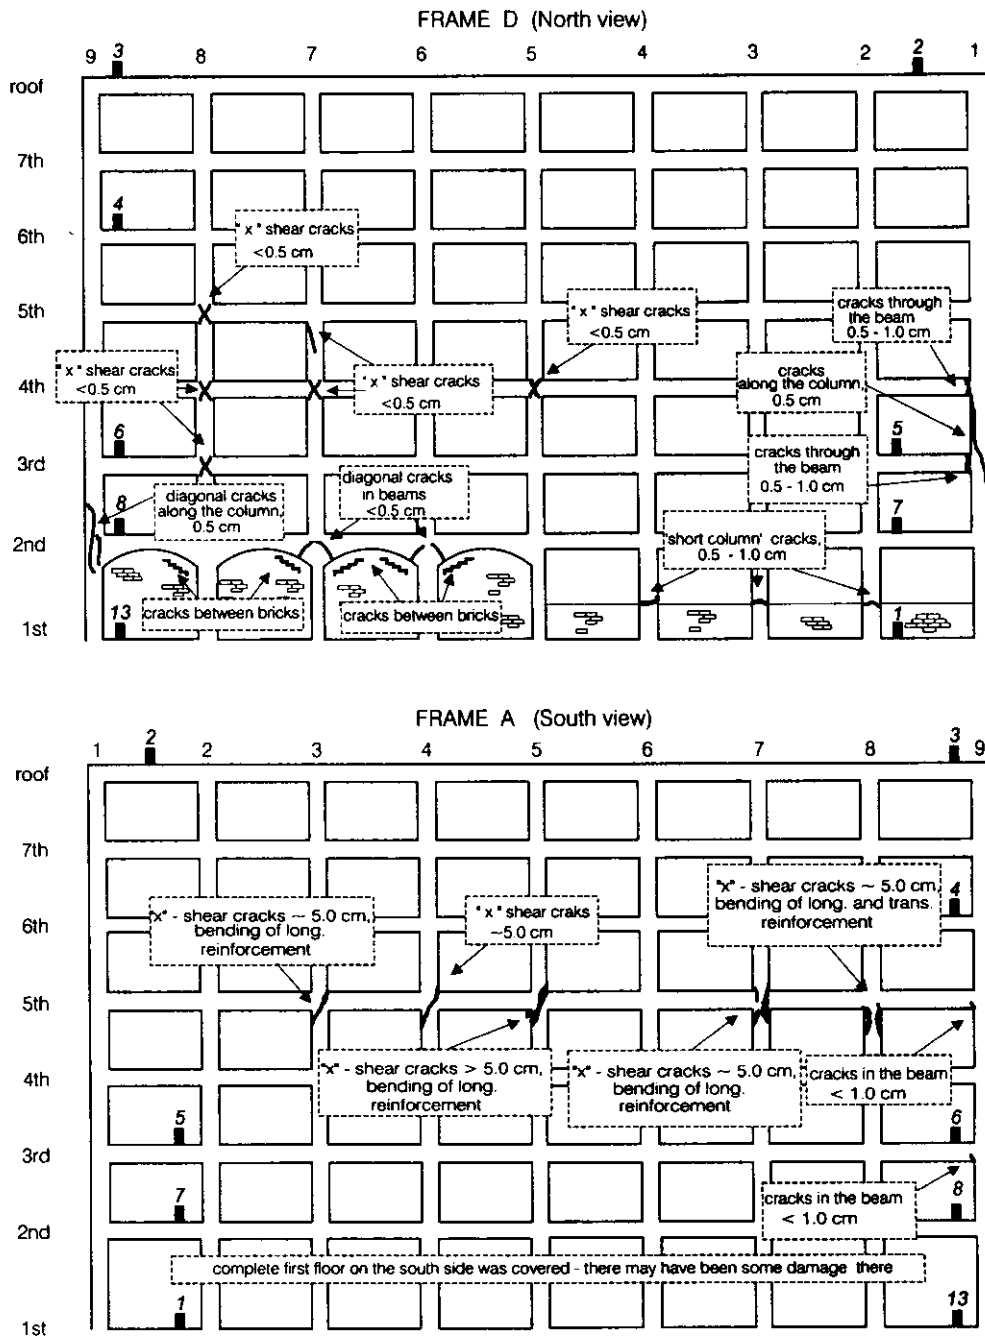 FRAME D (North view)
9 3 8 7 6 5 4 3 2 2 1
roof
7th
4
6th
"x" shear cracks
<0.5 cm
5th
"x" shear cracks
<0.5 cm
cracks through
the beam
0.5 - 1.0 cm
"x" shear cracks
<0.5 cm
4th
"x" shear cracks
<0.5 cm
cracks
along the column,
0.5 cm
6
5
3rd
cracks through
the beam
0.5 - 1.0 cm
diagonal cracks
along the column,
0.5 cm
8
diagonal cracks
in beams
<0.5 cm
7
2nd
'short column' cracks,
0.5 - 1.0 cm
cracks between bricks
cracks between bricks
13
1
1st
FRAME A (South view)
1 2 2 3 4 5 6 7 8 3 9
roof
7th
4
6th
"x" - shear cracks ~ 5.0 cm,
bending of long.
reinforcement
"x" shear craks
~5.0 cm
"x" - shear cracks ~ 5.0 cm,
bending of long. and trans.
reinforcement
5th
4th
"x" - shear cracks > 5.0 cm,
bending of long.
reinforcement
"x" - shear cracks ~ 5.0 cm,
bending of long.
reinforcement
cracks in the beam
< 1.0 cm
5
6
3rd
7
cracks in the beam
< 1.0 cm
8
2nd
complete first floor on the south side was covered - there may have been some damage there
1
13
1st